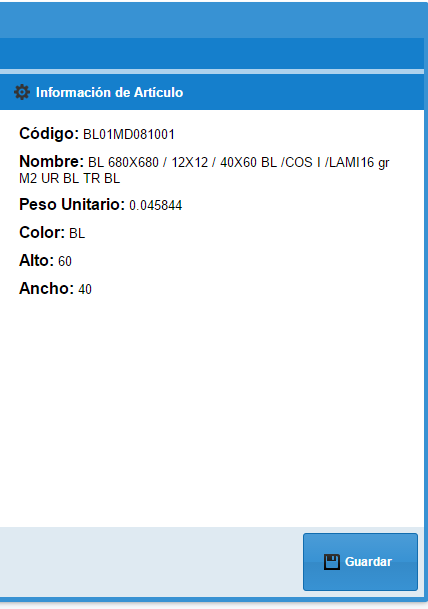 Información de Artículo
Código: BL01MD081001
Nombre: BL 680X680 / 12X12 / 40X60 BL /COS I /LAMI16 gr
M2 UR BL TR BL
Peso Unitario: 0.045844
Color: BL
Alto: 60
Ancho: 40
Guardar